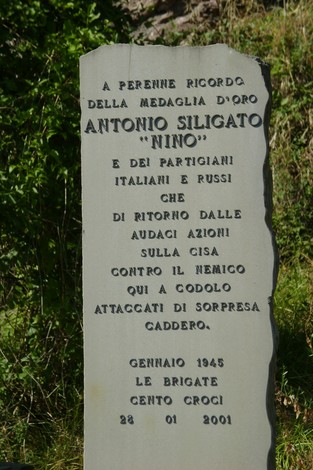 A PERENNE RICORDO
DELLA MEDAGLIA D'ORO
ANTONIO SILIGATO
"NINO"
E DEI PARTIGIANI
ITALIANI E RUSSI
CHE
DI RITORNO DALLE
AUDACI AZIONI
SULLA CISA
CONTRO IL NEMICO
QUI A CODOLO
ATTACCATI DI SORPRESA
CADDERO.
GENNAIO 1945
LE BRIGATE
CENTO CROCI
28 01 2001